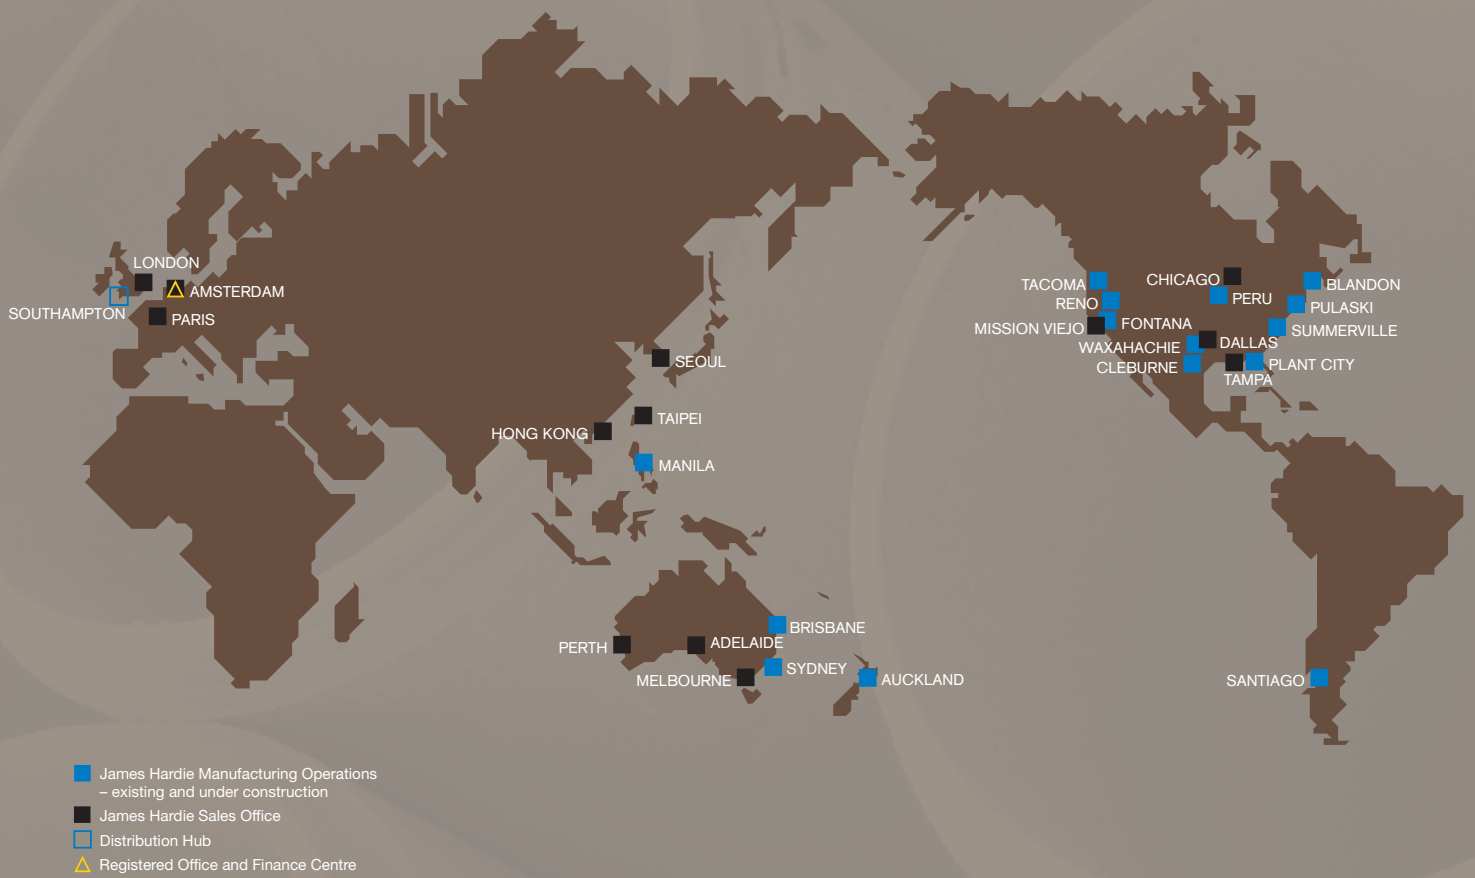 LONDON
AMSTERDAM
SOUTHAMPTON
PARIS
SEOUL
TAIPEI
HONG KONG
MANILA
BRISBANE
PERTH
ADELAIDE
SYDNEY
MELBOURNE
AUCKLAND
TACOMA
CHICAGO
BLANDON
RENO
PERU
PULASKI
MISSION VIEJO
FONTANA
SUMMERVILLE
WAXAHACHIE
DALLAS
CLEBURNE
PLANT CITY
TAMPA
SANTIAGO
James Hardie Manufacturing Operations
– existing and under construction
James Hardie Sales Office
Distribution Hub
Registered Office and Finance Centre